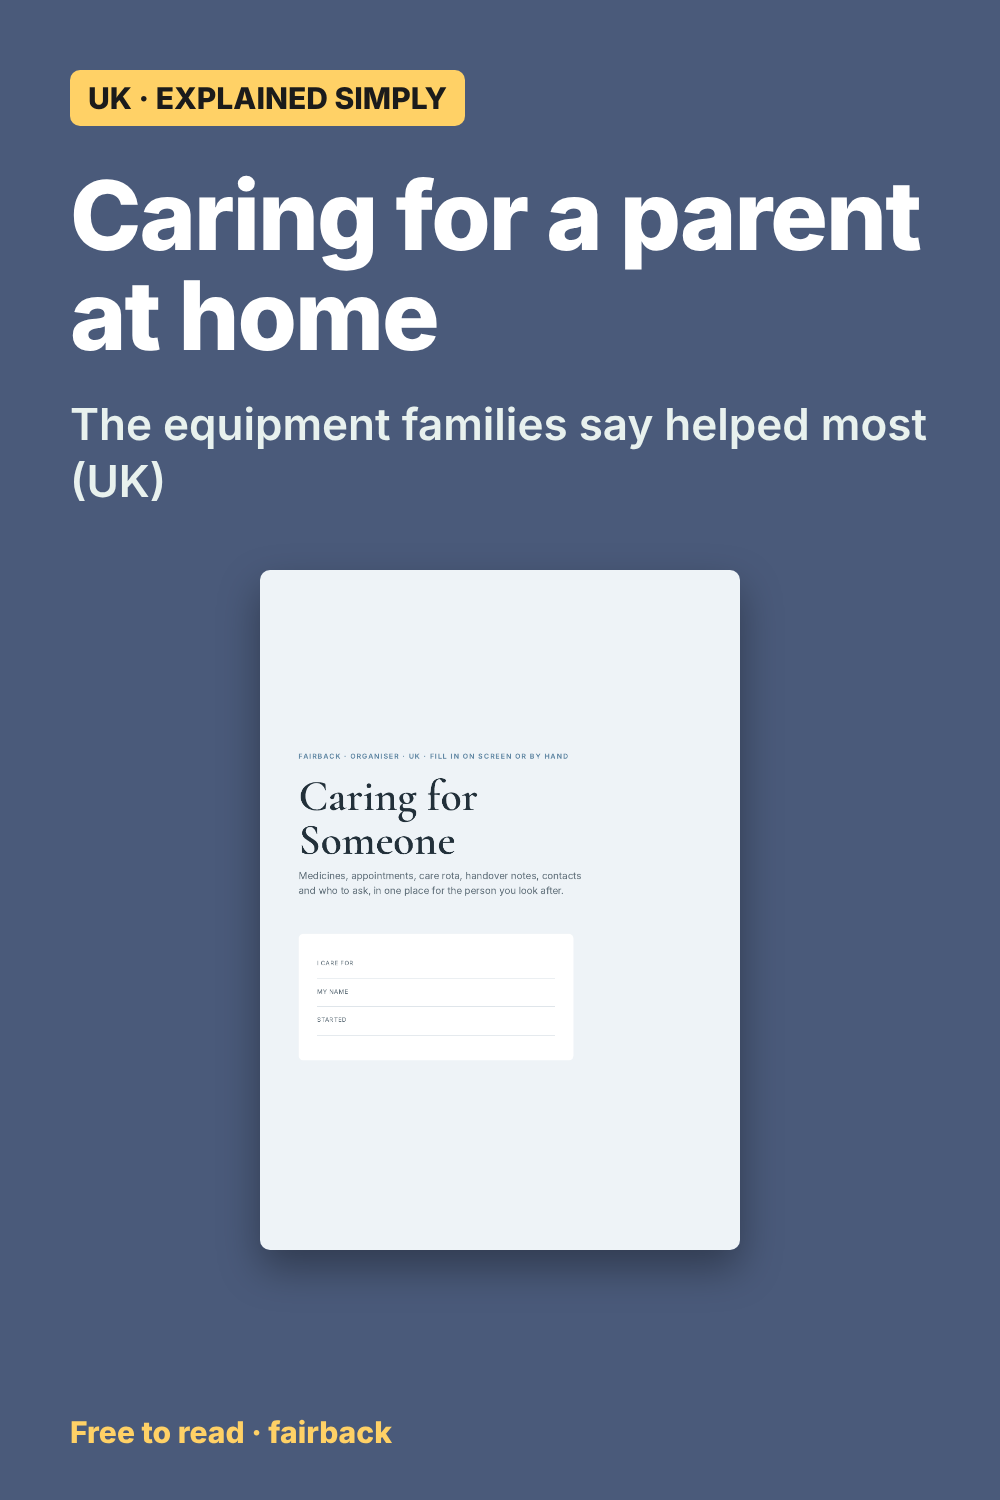 UK · EXPLAINED SIMPLY
Caring for a parent
at home
The equipment families say helped most
(UK)
FAIRBACK · ORGANISER · UK · FILL IN ON SCREEN OR BY HAND
Caring for
Someone
Medicines, appointments, care rota, handover notes, contacts
and who to ask, in one place for the person you look after.
I CARE FOR
MY NAME
STARTED
Free to read · fairback